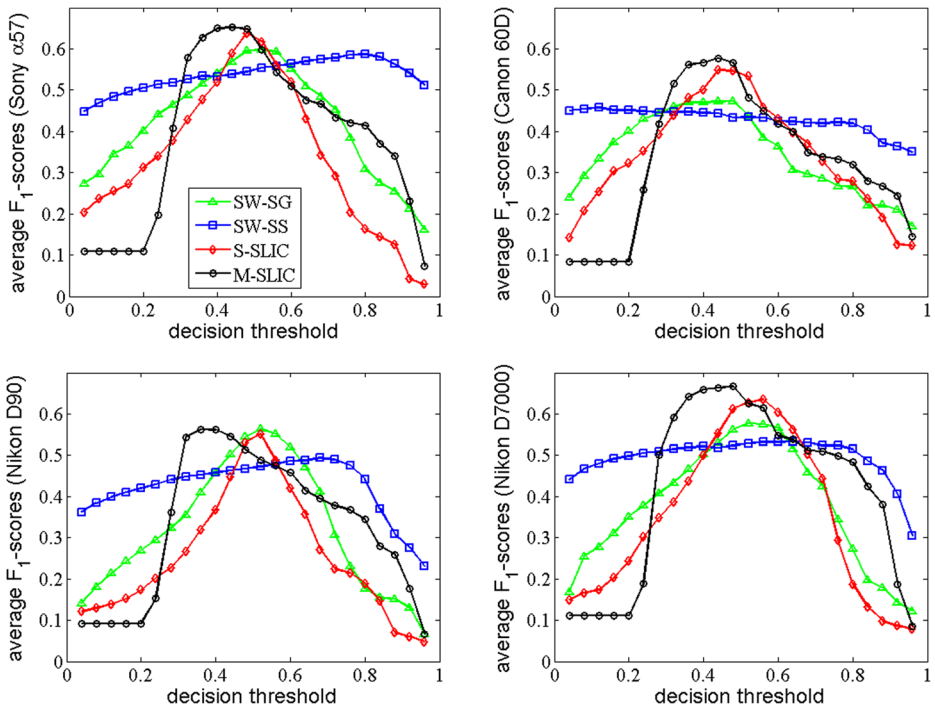 average F1-scores (Sony α57)
0.6
0.5
0.4
0.3
0.2
0.1
0
SW-SG
SW-SS
S-SLIC
M-SLIC
0 0.2 0.4 0.6 0.8 1
decision threshold
average F1-scores (Canon 60D)
0.6
0.5
0.4
0.3
0.2
0.1
0
0 0.2 0.4 0.6 0.8 1
decision threshold
average F1-scores (Nikon D90)
0.6
0.5
0.4
0.3
0.2
0.1
0
0 0.2 0.4 0.6 0.8 1
decision threshold
average F1-scores (Nikon D7000)
0.6
0.5
0.4
0.3
0.2
0.1
0
0 0.2 0.4 0.6 0.8 1
decision threshold